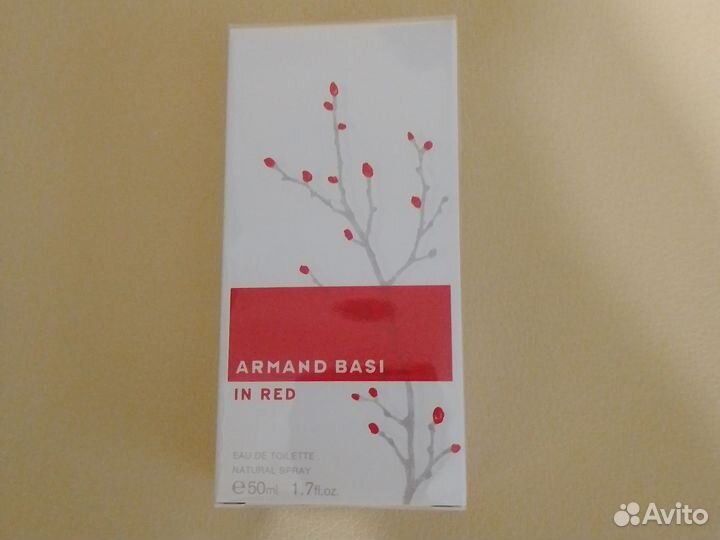 ARMAND BASI
IN RED
EAU DE TOILETTE
NATURAL SPRAY
℮50ml 1.7fl.oz.
Avito